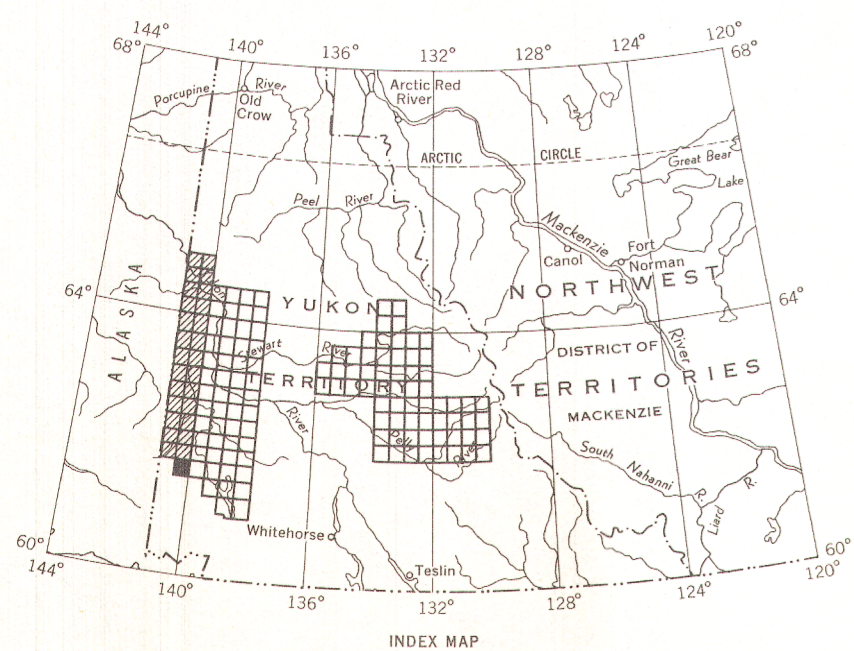 144° 140° 136° 132° 128° 124° 120°
68° 68°
Porcupine River
Old
Crow
Arctic Red
River
ARCTIC CIRCLE
Great Bear
Lake
Peel River
Mackenzie
Canol
Fort
Norman
NORTHWEST
64° 64°
YUKON
ALASKA
Stewart River
DISTRICT OF
River
TERRITORY
TERRITORIES
MACKENZIE
River
Pelly
River
South
Nahanni
R.
R.
Liard
Whitehorse
Teslin
60° 60°
144° 140° 136° 132° 128° 124° 120°
INDEX MAP